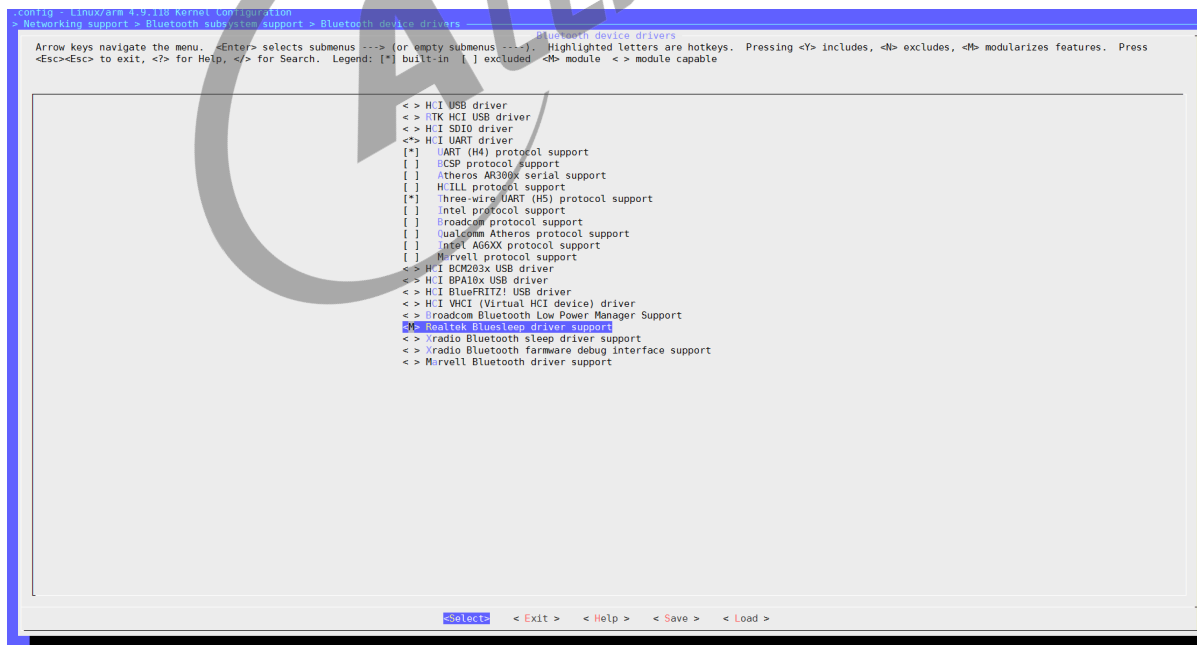 .config - Linux/arm 4.9.118 Kernel Configuration
> Networking support > Bluetooth subsystem support > Bluetooth device drivers
Bluetooth device drivers
Arrow keys navigate the menu. <Enter> selects submenus ---> (or empty submenus ----). Highlighted letters are hotkeys. Pressing <Y> includes, <N> excludes, <M> modularizes features. Press
<Esc><Esc> to exit, <?> for Help, </> for Search. Legend: [*] built-in [ ] excluded <M> module < > module capable
< > HCI USB driver
< > RTK HCI USB driver
< > HCI SDIO driver
<*> HCI UART driver
[*] UART (H4) protocol support
[ ] BCSP protocol support
[ ] Atheros AR300x serial support
[ ] HCILL protocol support
[*] Three-wire UART (H5) protocol support
[ ] Intel protocol support
[ ] Broadcom protocol support
[ ] Qualcomm Atheros protocol support
[ ] Intel AG6XX protocol support
[ ] Marvell protocol support
< > HCI BCM203x USB driver
< > HCI BPA10x USB driver
< > HCI BlueFRITZ! USB driver
< > HCI VHCI (Virtual HCI device) driver
< > Broadcom Bluetooth Low Power Manager Support
<M> Realtek Bluesleep driver support
< > Xradio Bluetooth sleep driver support
< > Xradio Bluetooth farmware debug interface support
< > Marvell Bluetooth driver support
<Select> < Exit > < Help > < Save > < Load >